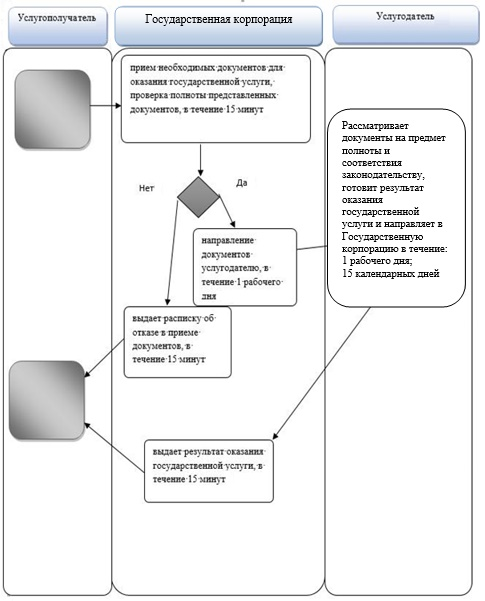 Услугополучатель
Государственная корпорация
Услугодатель
прием необходимых документов для
оказания государственной услуги,
проверка полноты представленных
документов, в течение 15 минут
Нет
Да
Рассматривает
документы на предмет
полноты и
соответствия
законодательству,
готовит результат
оказания
государственной
услуги и направляет в
Государственную
корпорацию в течение:
1 рабочего дня;
15 календарных дней
направление
документов
услугодателю, в
течение 1 рабочего
дня
выдает расписку об
отказе в приеме
документов, в
течение 15 минут
выдает результат оказания
государственной услуги, в
течение 15 минут